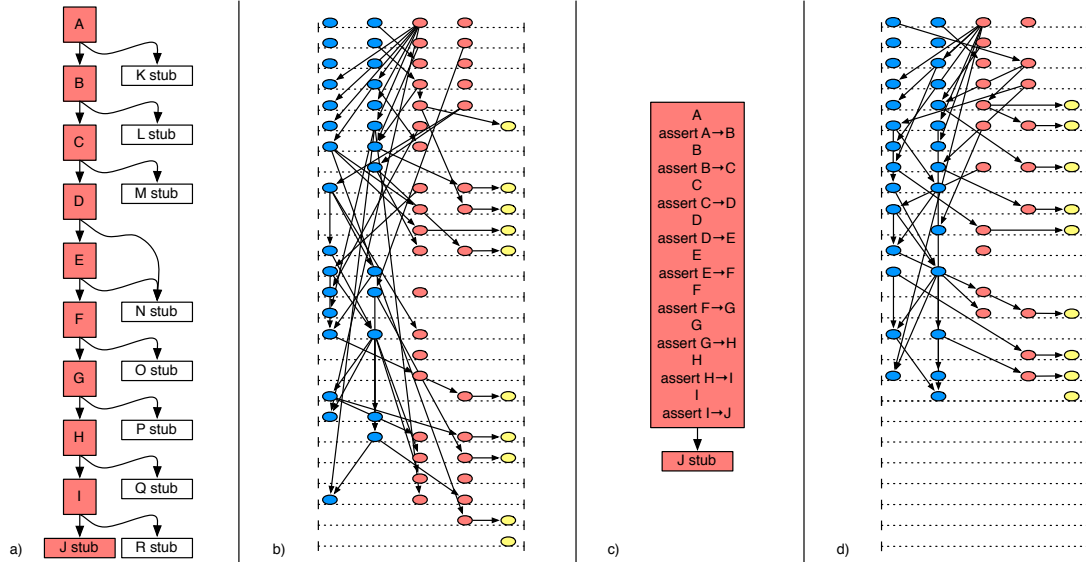 A
K stub
B
L stub
C
M stub
D
E
N stub
F
O stub
G
P stub
H
Q stub
I
J stub
R stub
a)
b)
A
assert A→B
B
assert B→C
C
assert C→D
D
assert D→E
E
assert E→F
F
assert F→G
G
assert G→H
H
assert H→I
I
assert I→J
J stub
c)
d)